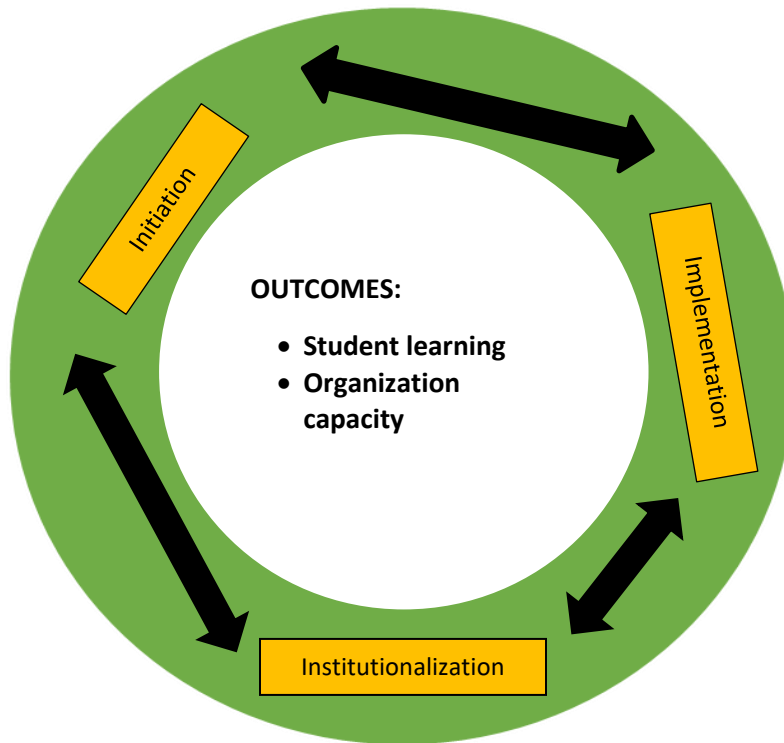 Initiation
Implementation
OUTCOMES:
• Student learning
• Organization
capacity
Institutionalization